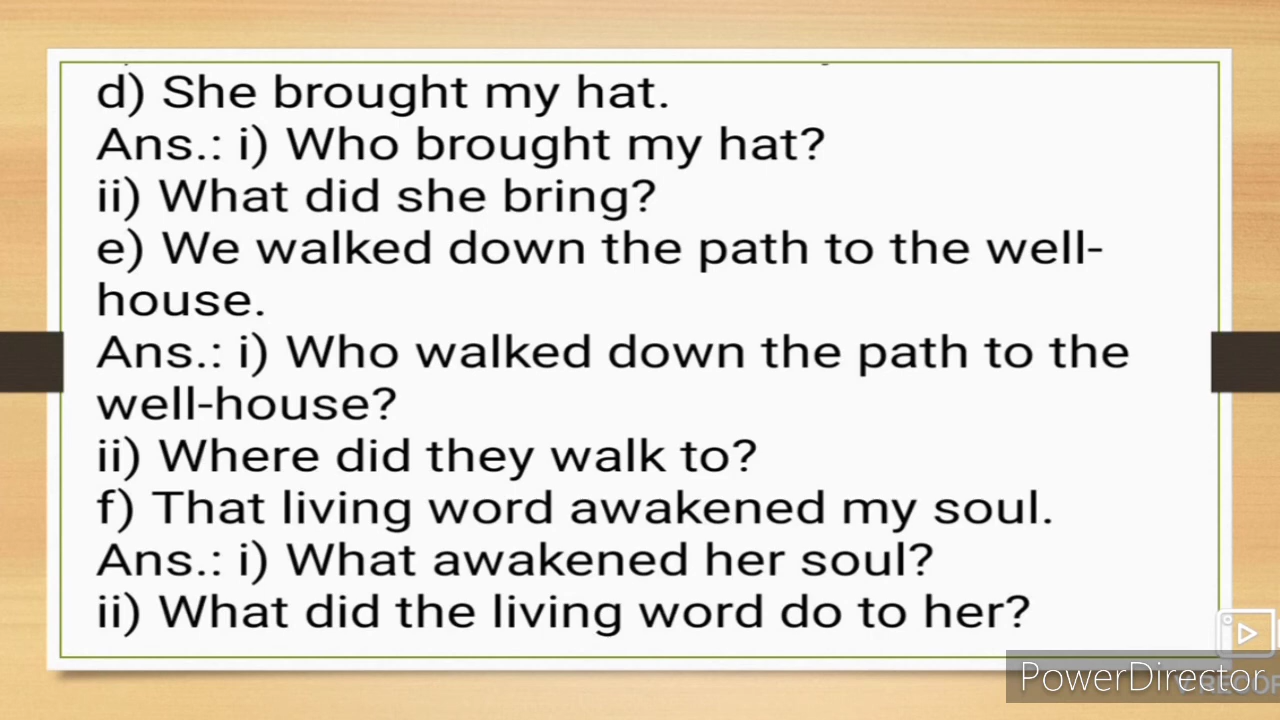 d) She brought my hat.
Ans.: i) Who brought my hat?
ii) What did she bring?
e) We walked down the path to the well-
house.
Ans.: i) Who walked down the path to the
well-house?
ii) Where did they walk to?
f) That living word awakened my soul.
Ans.: i) What awakened her soul?
ii) What did the living word do to her?
PowerDirector